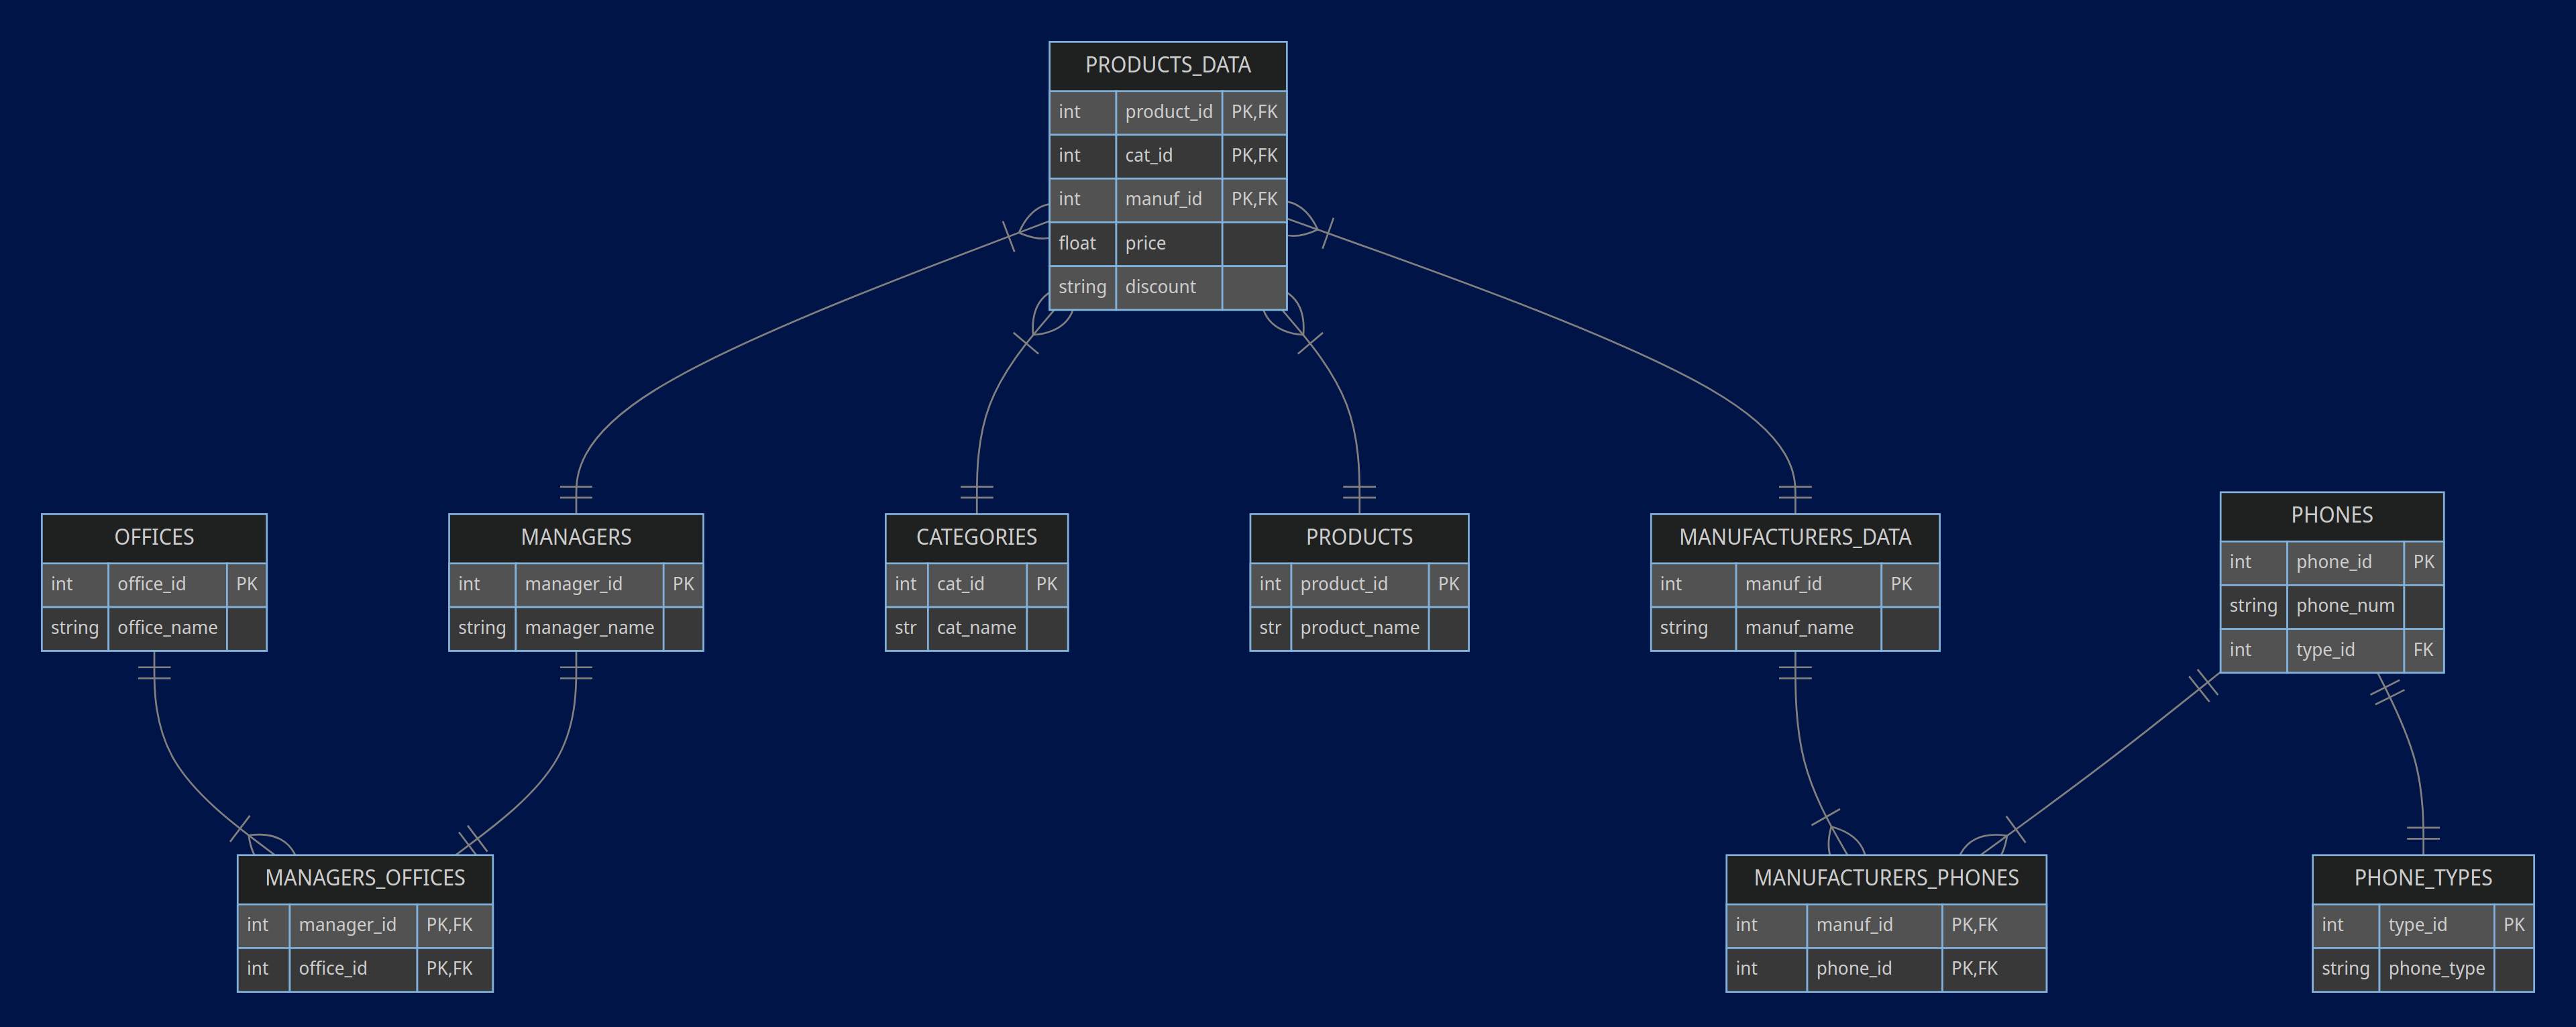 PRODUCTS_DATA
int product_id PK,FK
int cat_id PK,FK
int manuf_id PK,FK
float price
string discount
OFFICES
int office_id PK
string office_name
MANAGERS
int manager_id PK
string manager_name
CATEGORIES
int cat_id PK
str cat_name
PRODUCTS
int product_id PK
str product_name
MANUFACTURERS_DATA
int manuf_id PK
string manuf_name
PHONES
int phone_id PK
string phone_num
int type_id FK
MANAGERS_OFFICES
int manager_id PK,FK
int office_id PK,FK
MANUFACTURERS_PHONES
int manuf_id PK,FK
int phone_id PK,FK
PHONE_TYPES
int type_id PK
string phone_type